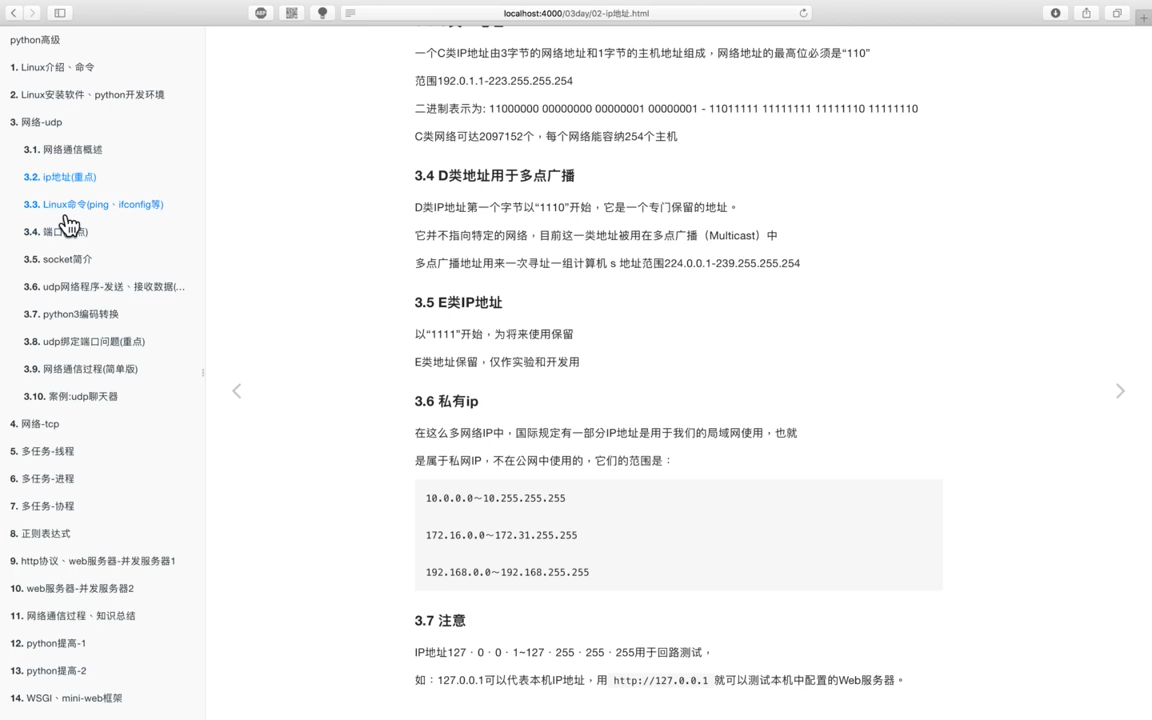 localhost:4000/03day/02-ip地址.html
ABP
python高级
1. Linux介绍、命令
2. Linux安装软件、python开发环境
3. 网络-udp
3.1. 网络通信概述
3.2. ip地址(重点)
3.3. Linux命令(ping、ifconfig等)
3.4. 端口 点)
3.5. socket简介
3.6. udp网络程序-发送、接收数据(...
3.7. python3编码转换
3.8. udp绑定端口问题(重点)
3.9. 网络通信过程(简单版)
3.10. 案例:udp聊天器
4. 网络-tcp
5. 多任务-线程
6. 多任务-进程
7. 多任务-协程
8. 正则表达式
9. http协议、web服务器-并发服务器1
10. web服务器-并发服务器2
11. 网络通信过程、知识总结
12. python提高-1
13. python提高-2
14. WSGI、mini-web框架
一个C类IP地址由3字节的网络地址和1字节的主机地址组成，网络地址的最高位必须是“110”
范围192.0.1.1-223.255.255.254
二进制表示为: 11000000 00000000 00000001 00000001 - 11011111 11111111 11111110 11111110
C类网络可达2097152个，每个网络能容纳254个主机
3.4 D类地址用于多点广播
D类IP地址第一个字节以“1110”开始，它是一个专门保留的地址。
它并不指向特定的网络，目前这一类地址被用在多点广播（Multicast）中
多点广播地址用来一次寻址一组计算机 s 地址范围224.0.0.1-239.255.255.254
3.5 E类IP地址
以“1111”开始，为将来使用保留
E类地址保留，仅作实验和开发用
3.6 私有ip
在这么多网络IP中，国际规定有一部分IP地址是用于我们的局域网使用，也就
是属于私网IP，不在公网中使用的，它们的范围是：
10.0.0.0～10.255.255.255
172.16.0.0～172.31.255.255
192.168.0.0～192.168.255.255
3.7 注意
IP地址127．0．0．1~127．255．255．255用于回路测试，
如：127.0.0.1可以代表本机IP地址，用 http://127.0.0.1 就可以测试本机中配置的Web服务器。